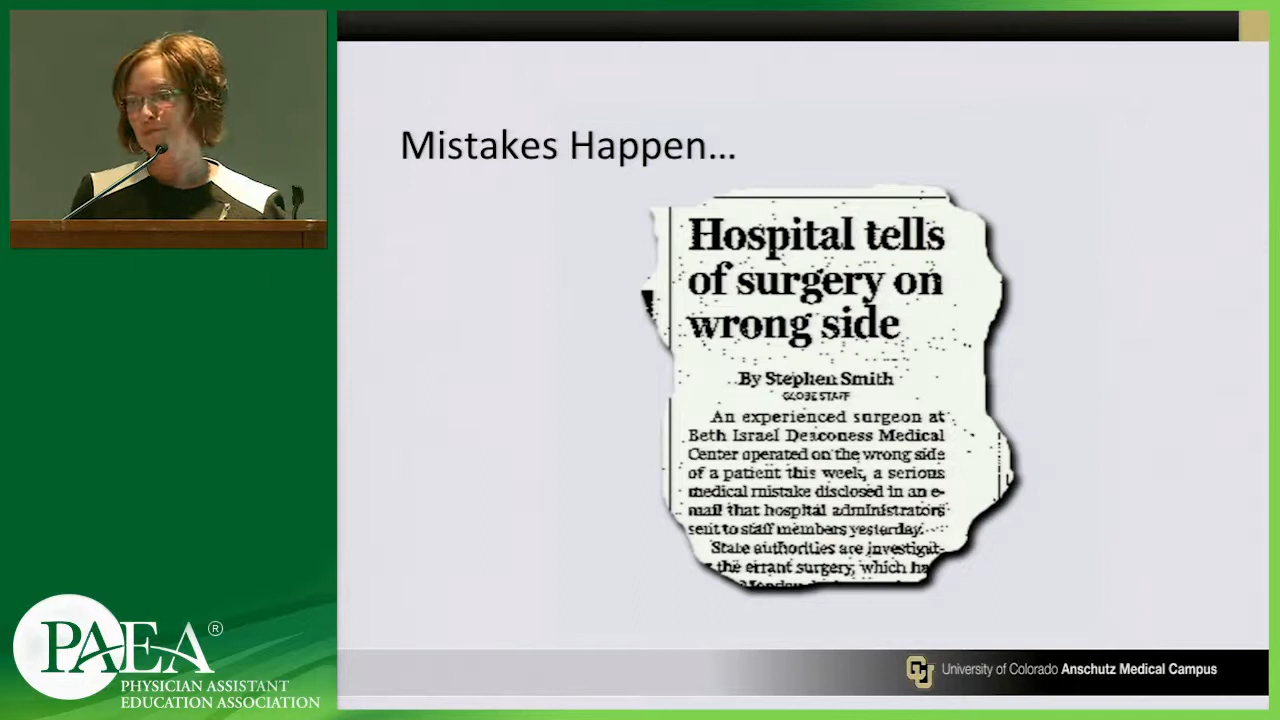 Mistakes Happen...
Hospital tells
of surgery on
wrong side
By Stephen Smith
GLOBE STAFF
An experienced surgeon at
Beth Israel Deaconess Medical
Center operated on the wrong side
of a patient this week, a serious
medical mistake disclosed in an e-
mail that hospital administrators
sent to staff members yesterday.
State authorities are investigat-
the errant surgery, which ha
PAEA®
PHYSICIAN ASSISTANT
EDUCATION ASSOCIATION
CU University of Colorado Anschutz Medical Campus